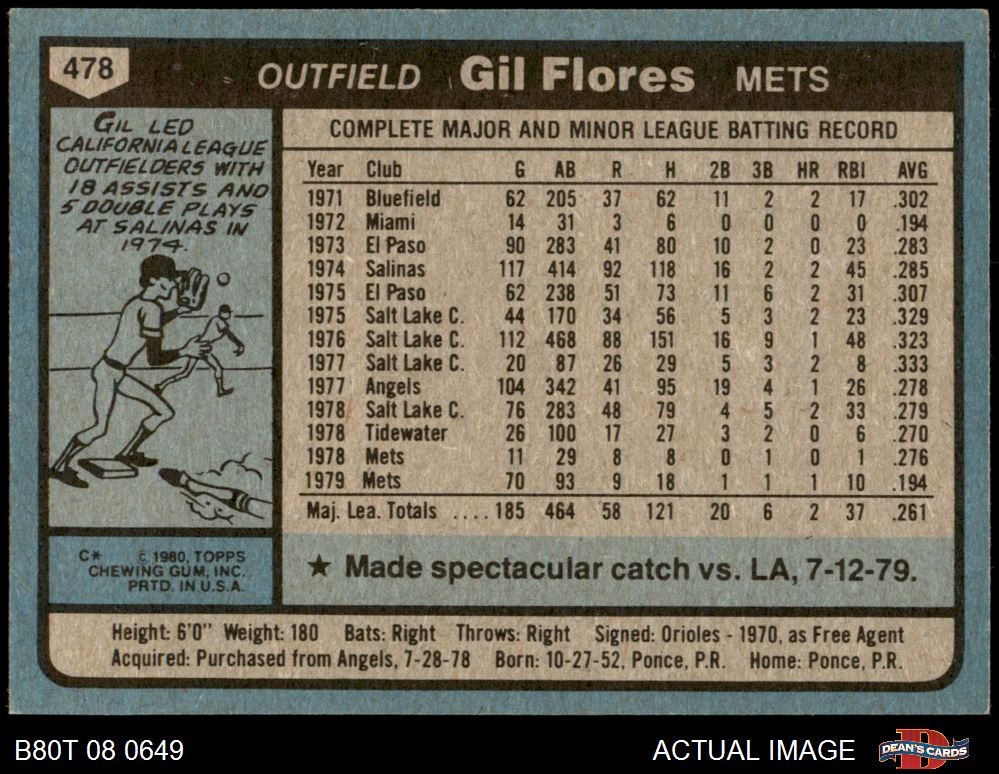 478
OUTFIELD Gil Flores METS
GIL LED
CALIFORNIA LEAGUE
OUTFIELDERS WITH
18 ASSISTS AND
5 DOUBLE PLAYS
AT SALINAS IN
1974.
COMPLETE MAJOR AND MINOR LEAGUE BATTING RECORD
Year Club G AB R H 2B 3B HR RBI AVG
1971 Bluefield 62 205 37 62 11 2 2 17 .302
1972 Miami 14 31 3 6 0 0 0 0 .194
1973 El Paso 90 283 41 80 10 2 0 23 .283
1974 Salinas 117 414 92 118 16 2 2 45 .285
1975 El Paso 62 238 51 73 11 6 2 31 .307
1975 Salt Lake C. 44 170 34 56 5 3 2 23 .329
1976 Salt Lake C. 112 468 88 151 16 9 1 48 .323
1977 Salt Lake C. 20 87 26 29 5 3 2 8 .333
1977 Angels 104 342 41 95 19 4 1 26 .278
1978 Salt Lake C. 76 283 48 79 4 5 2 33 .279
1978 Tidewater 26 100 17 27 3 2 0 6 .270
1978 Mets 11 29 8 8 0 1 0 1 .276
1979 Mets 70 93 9 18 1 1 1 10 .194
Maj. Lea. Totals .... 185 464 58 121 20 6 2 37 .261
★ Made spectacular catch vs. LA, 7-12-79.
C* © 1980, TOPPS
CHEWING GUM, INC.
PRTD. IN U.S.A.
Height: 6'0" Weight: 180 Bats: Right Throws: Right Signed: Orioles - 1970, as Free Agent
Acquired: Purchased from Angels, 7-28-78 Born: 10-27-52, Ponce, P.R. Home: Ponce, P.R.
B80T 08 0649 ACTUAL IMAGE DEAN'S CARDS